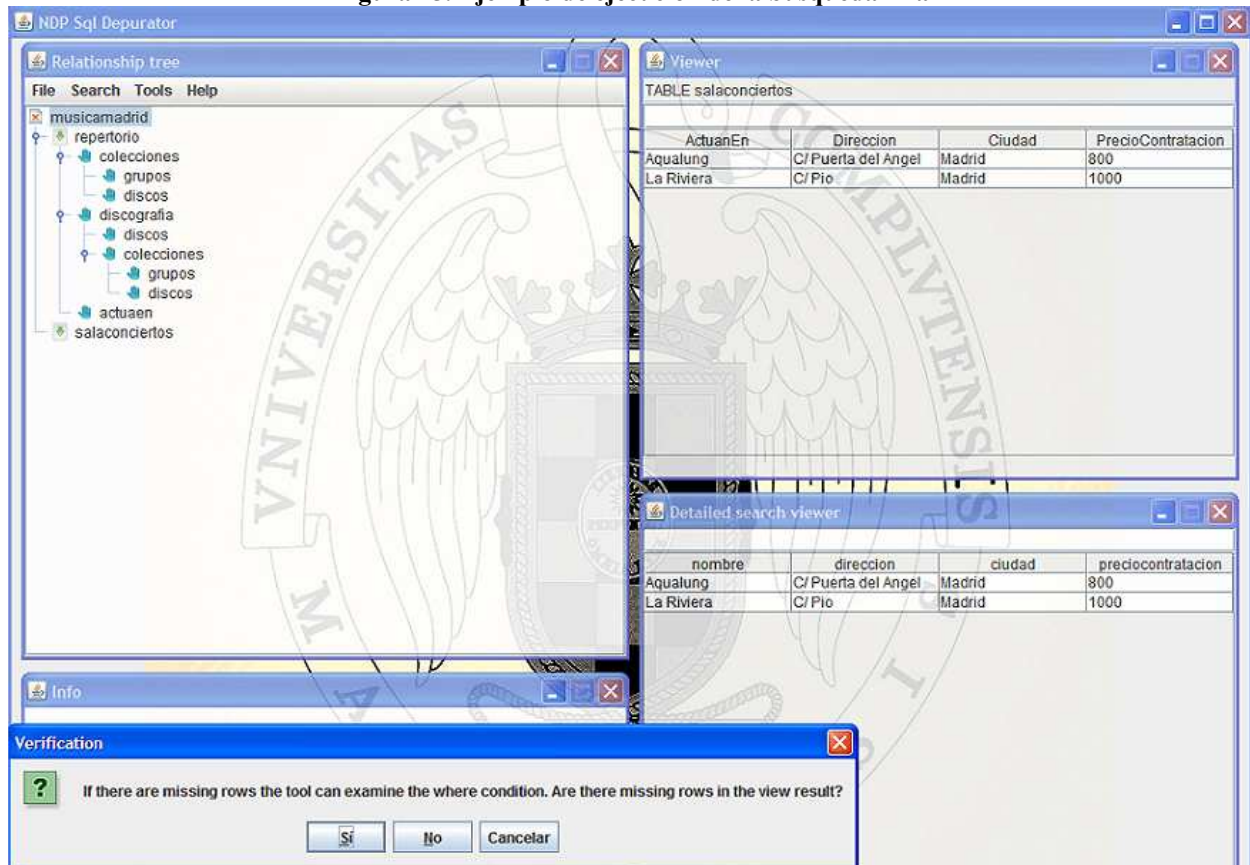 NDP Sql Depurator
Relationship tree
File Search Tools Help
musicamadrid
repertorio
colecciones
grupos
discos
discografia
discos
colecciones
grupos
discos
actuaen
salaconciertos
Viewer
TABLE salaconciertos
ActuanEn Direccion Ciudad PrecioContratacion
Aqualung C/ Puerta del Angel Madrid 800
La Riviera C/ Pio Madrid 1000
Detailed search viewer
nombre direccion ciudad preciocontratacion
Aqualung C/ Puerta del Angel Madrid 800
La Riviera C/ Pio Madrid 1000
Info
Verification
If there are missing rows the tool can examine the where condition. Are there missing rows in the view result?
Sí No Cancelar